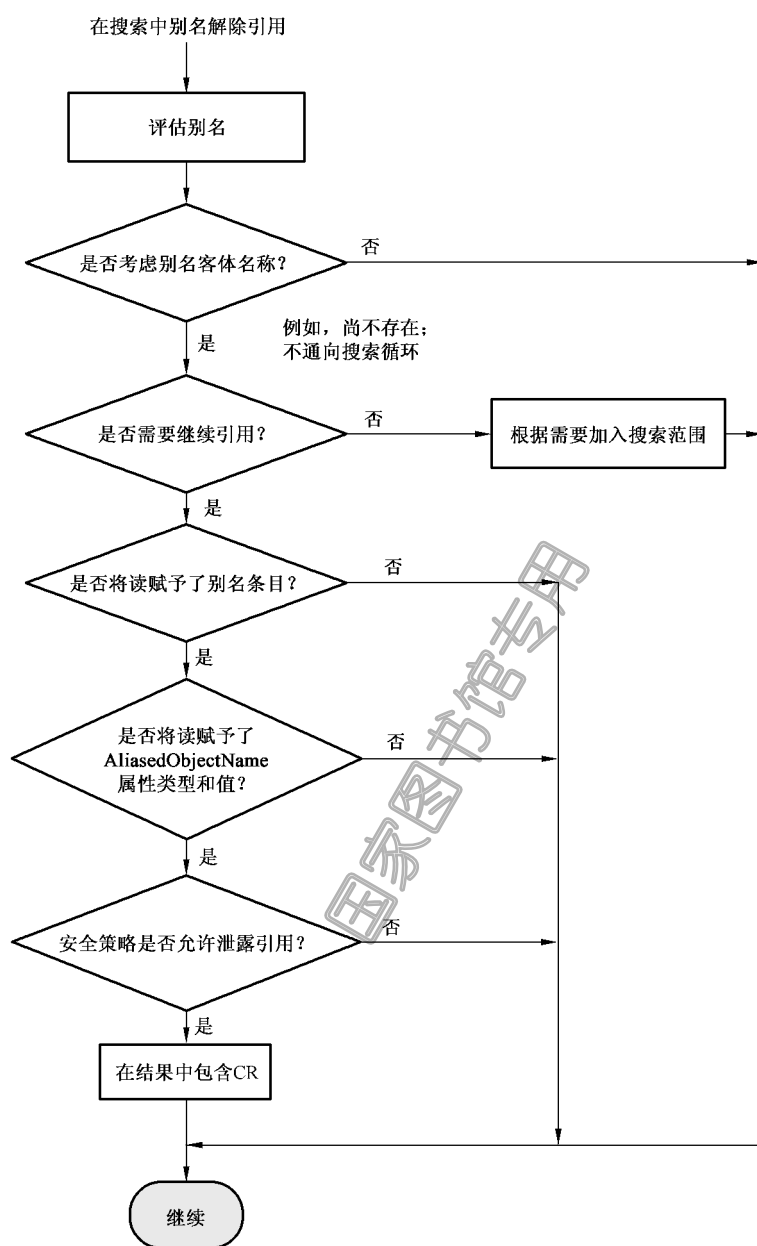 在搜索中别名解除引用
评估别名
是否考虑别名客体名称?
否
是
例如，尚不存在；
不通向搜索循环
是否需要继续引用?
否
根据需要加入搜索范围
是
是否将读赋予了别名条目?
否
是
是否将读赋予了
AliasedObjectName
属性类型和值?
否
是
安全策略是否允许泄露引用?
否
是
在结果中包含CR
继续
国家图书馆专用